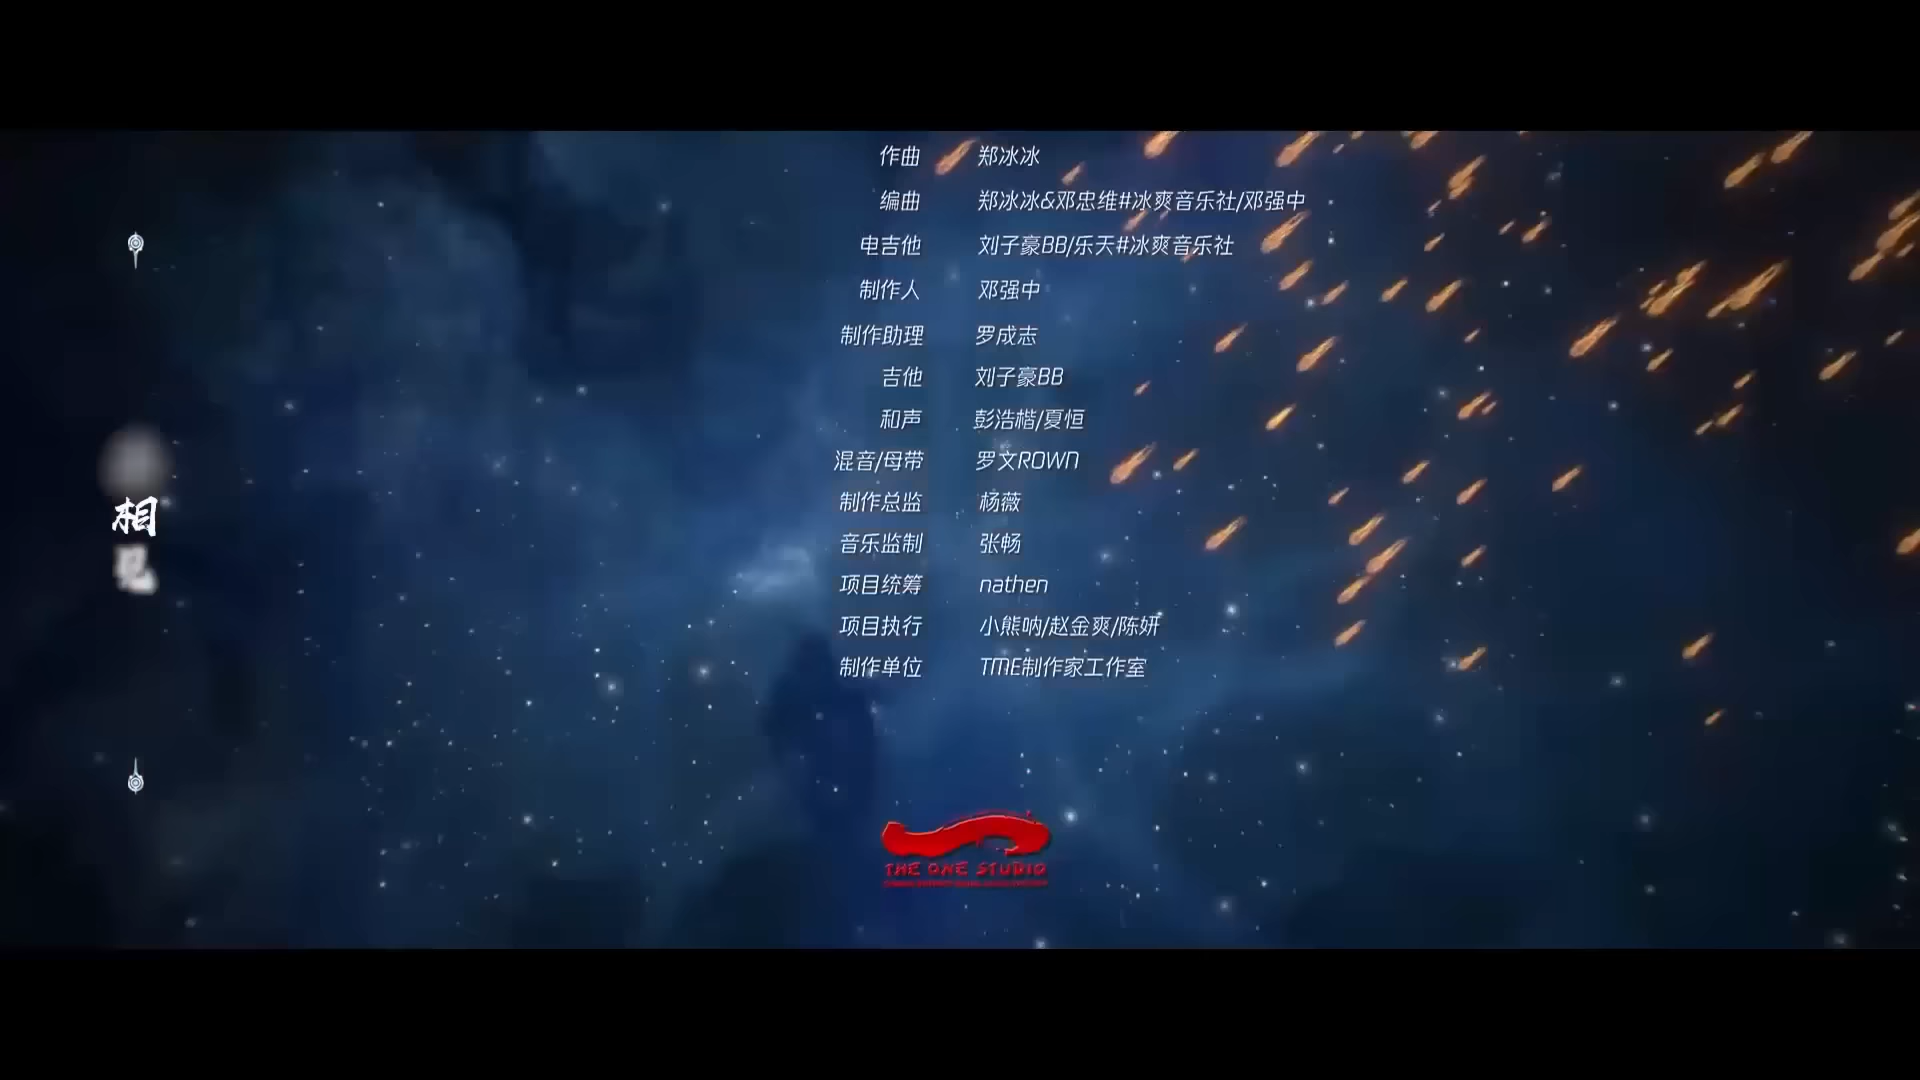 作曲 郑冰冰
编曲 郑冰冰&邓忠维#冰爽音乐社/邓强中
电吉他 刘子豪BB/乐天#冰爽音乐社
制作人 邓强中
制作助理 罗成志
吉他 刘子豪BB
和声 彭浩楷/夏恒
混音/母带 罗文ROWN
制作总监 杨薇
音乐监制 张畅
项目统筹 nathen
项目执行 小熊呐/赵金爽/陈妍
制作单位 TME制作家工作室
相
见
THE ONE STUDIO